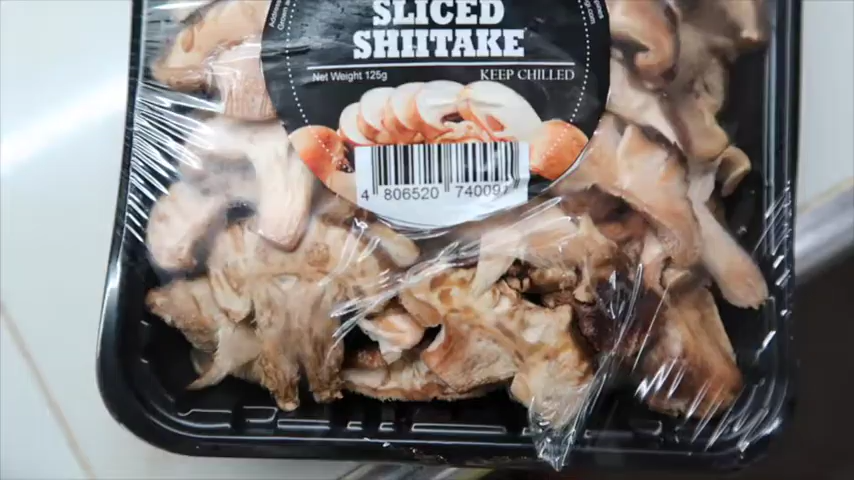 SLICED
SHIITAKE
Net Weight 125g
KEEP CHILLED
4 806520 740097